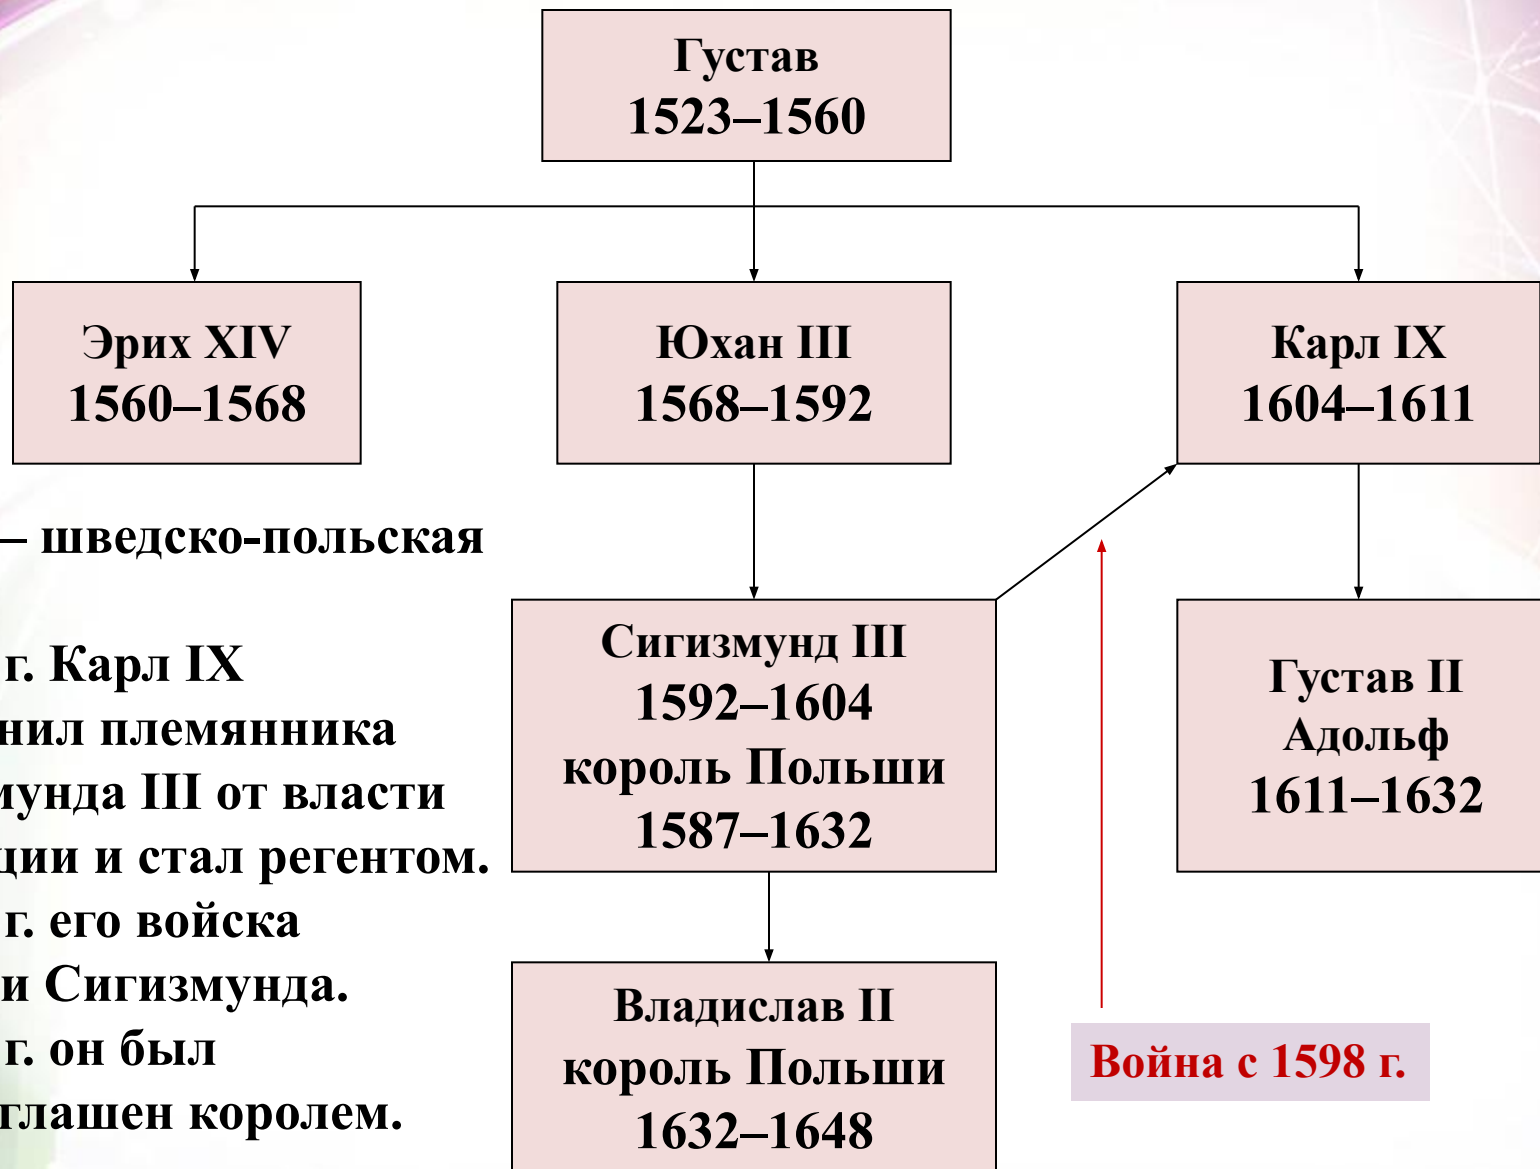 Густав
1523–1560
Эрих XIV
1560–1568
Юхан III
1568–1592
Карл IX
1604–1611
– шведско-польская
г. Карл IX
нил племянника
мунда III от власти
ции и стал регентом.
г. его войска
и Сигизмунда.
г. он был
глашен королем.
Сигизмунд III
1592–1604
король Польши
1587–1632
Густав II
Адольф
1611–1632
Владислав II
король Польши
1632–1648
Война с 1598 г.